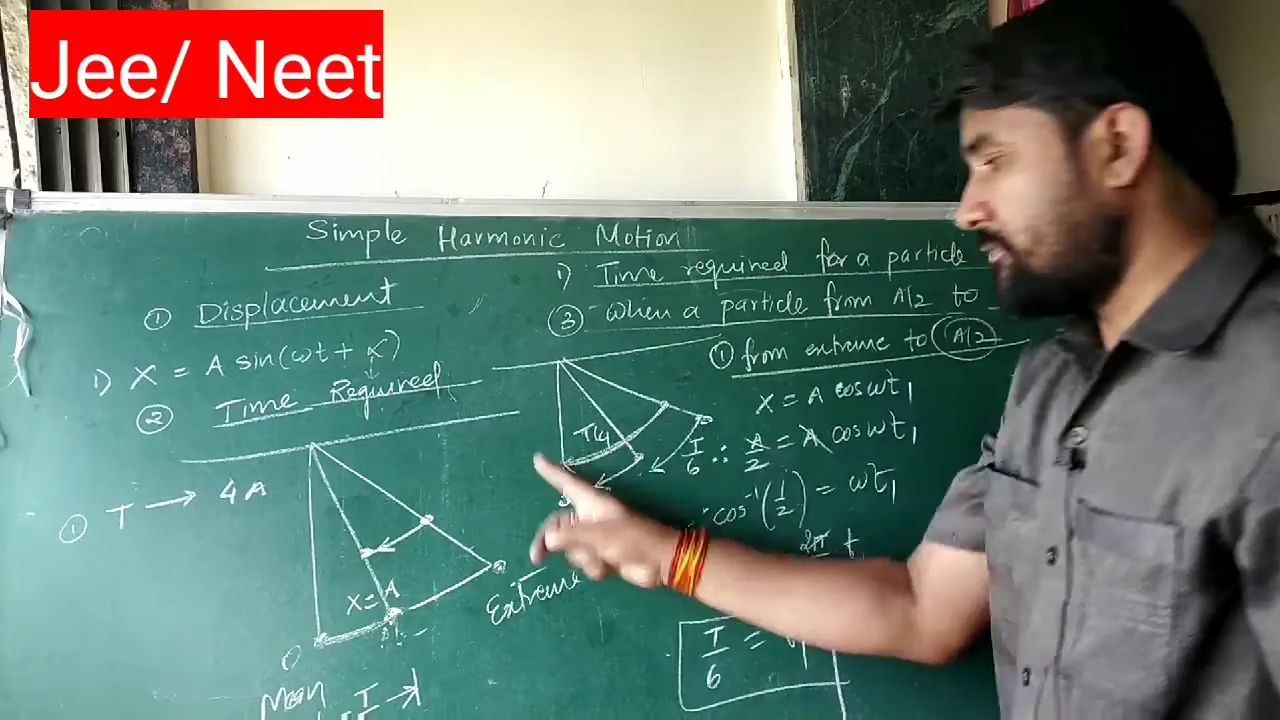 Jee/ Neet
Simple Harmonic Motion
① Displacement
1) X = A sin(ωt + α)
② Time Required
① T → 4A
X = A
Extreme
O
Mean
1) Time required for a particle
③ When a particle from A/2 to
① from extreme to A/2
x = A cos ωt₁
T/4
T/6
∴ A/2 = A cos ωt₁
cos⁻¹(1/2) = ωt₁
2π t
T/6 =